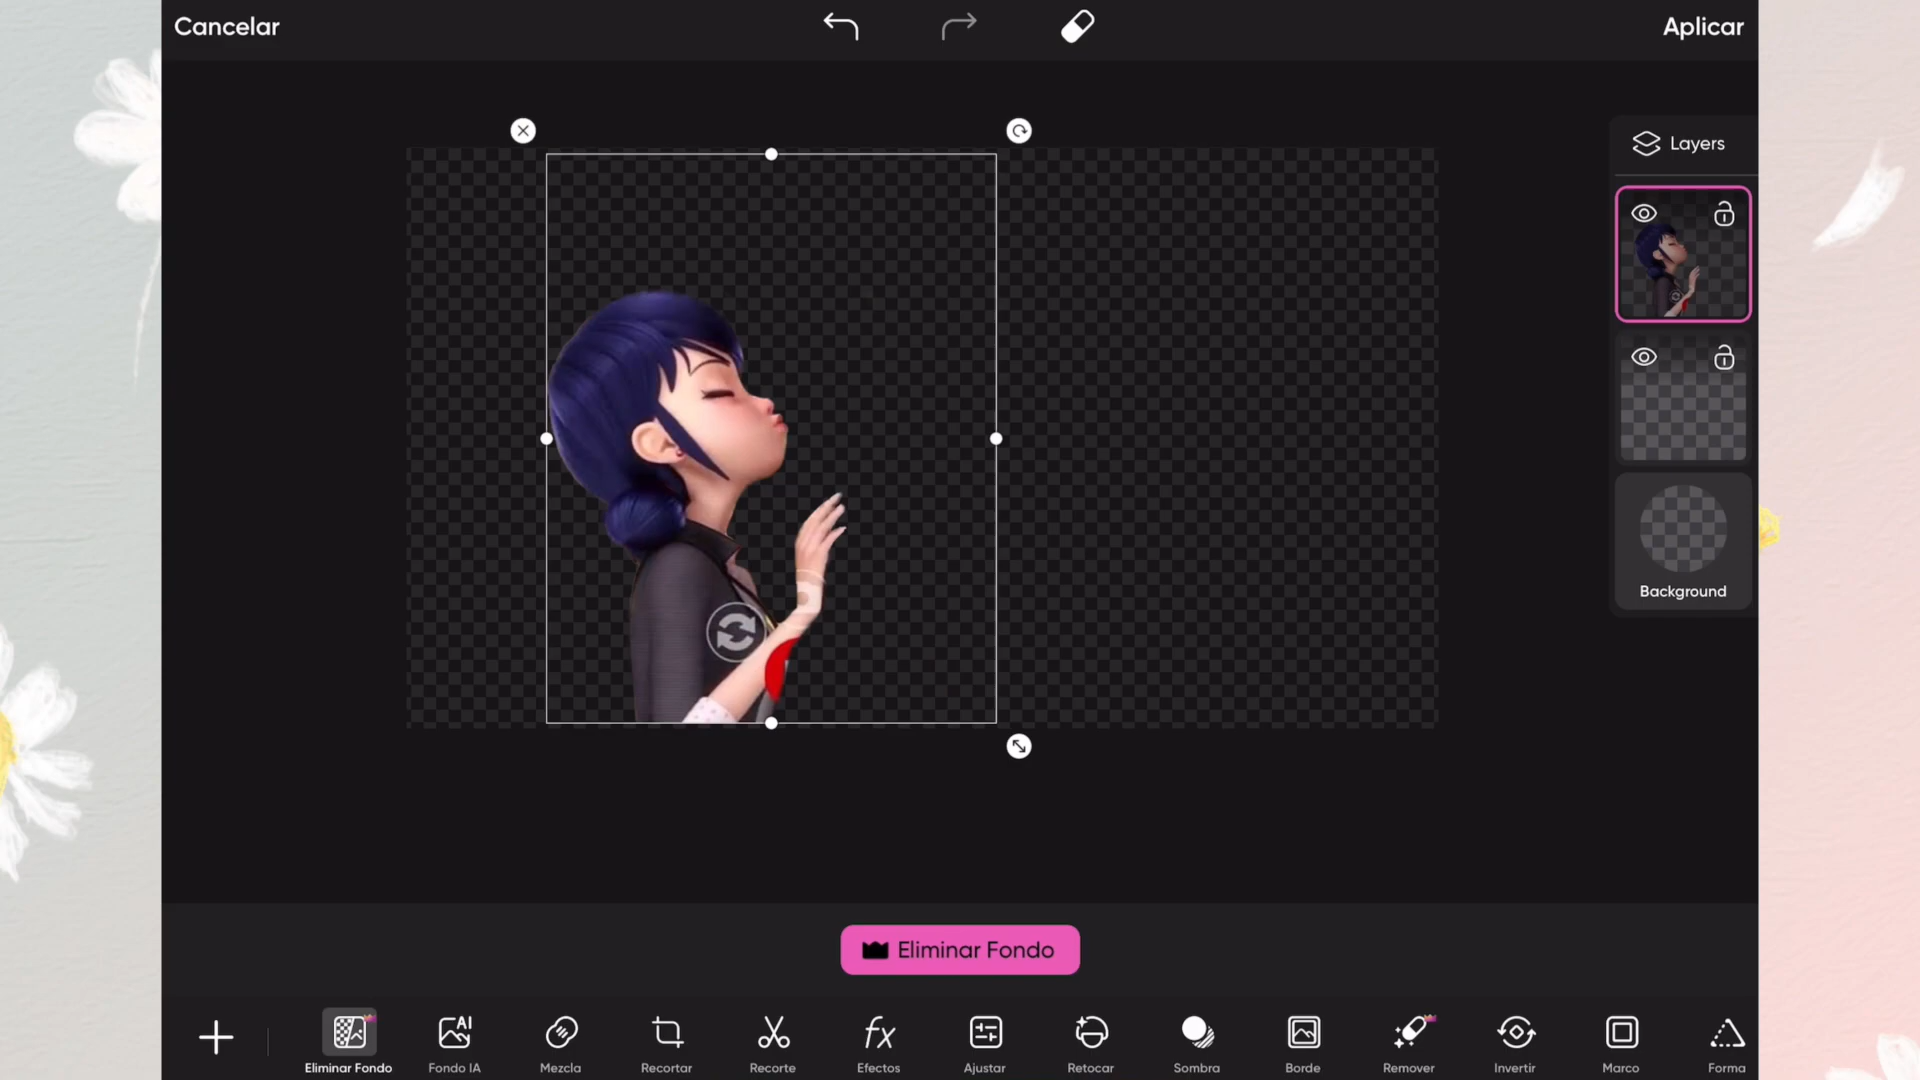 Cancelar
Aplicar
Layers
Background
Eliminar Fondo
Eliminar Fondo
Fondo IA
Mezcla
Recortar
Recorte
Efectos
Ajustar
Retocar
Sombra
Borde
Remover
Invertir
Marco
Forma